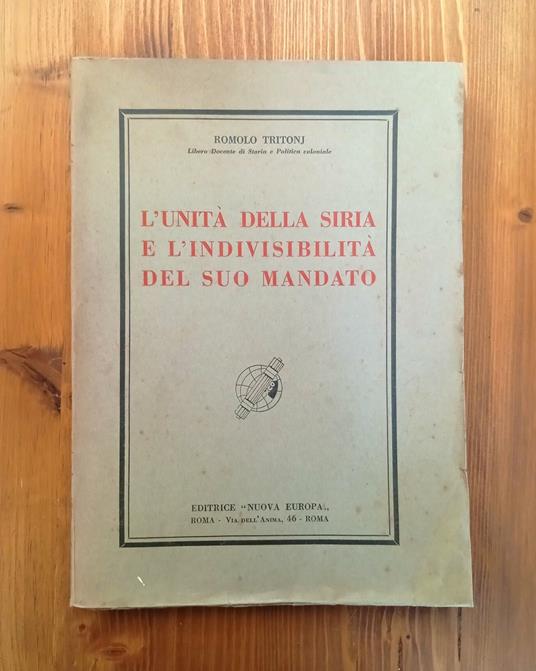 ROMOLO TRITONJ
Libero Docente di Storia e Politica coloniale
L'UNITÀ DELLA SIRIA
E L'INDIVISIBILITÀ
DEL SUO MANDATO
EDITRICE "NUOVA EUROPA„
ROMA - VIA DELL'ANIMA, 46 - ROMA